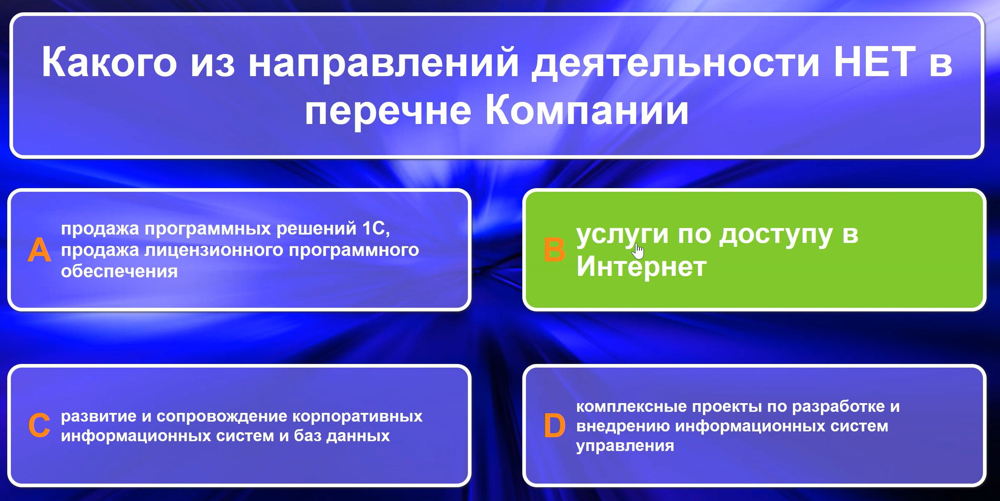 Какого из направлений деятельности НЕТ в
перечне Компании
A
продажа программных решений 1С,
продажа лицензионного программного
обеспечения
B
услуги по доступу в
Интернет
C
развитие и сопровождение корпоративных
информационных систем и баз данных
D
комплексные проекты по разработке и
внедрению информационных систем
управления